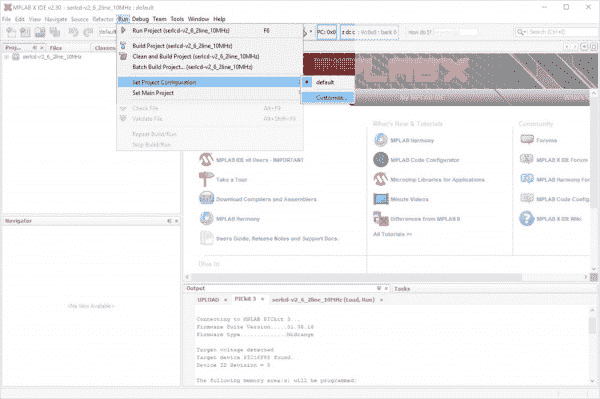 MPLAB X IDE v2.30 - serlcd-v2_6_2line_10MHz : default
File Edit View Navigate Source Refactor Run Debug Team Tools Window Help
Run Project (serlcd-v2_6_2line_10MHz) F6
Build Project (serlcd-v2_6_2line_10MHz)
Clean and Build Project (serlcd-v2_6_2line_10MHz)
Batch Build Project... (serlcd-v2_6_2line_10MHz)
Set Project Configuration
default
Set Main Project
Customize...
Check File Alt+F9
Validate File Alt+Shift+F9
Repeat Build/Run
Stop Build/Run
PC: 0x0
How do I?
Proj... Files Classes
serlcd-v2_6_2line_10MHz
What's New & Tutorials
Community
MPLAB IDE v8 Users - IMPORTANT
MPLAB Harmony
Forums
Take a Tour
MPLAB Code Configurator
MPLAB X IDE Forum
Download Compilers and Assemblers
Microchip Libraries for Applications
MPLAB Harmony Forum
MPLAB Harmony
Minute Videos
MPLAB Code Config
Users Guide, Release Notes and Support Docs.
Differences from MPLAB 8
MPLAB X IDE Wiki
All Tutorials >>
Dive In
Navigator
<No View Available>
Output
Tasks
UPLOAD PICkit 3 serlcd-v2_6_2line_10MHz (Load, Run)
Connecting to MPLAB PICkit 3...
Firmware Suite Version.....01.38.18
Firmware Type..............Midrange
Target voltage detected
Target device PIC16F88 found.
Device ID Revision = 8
The following memory area(s) will be programmed: